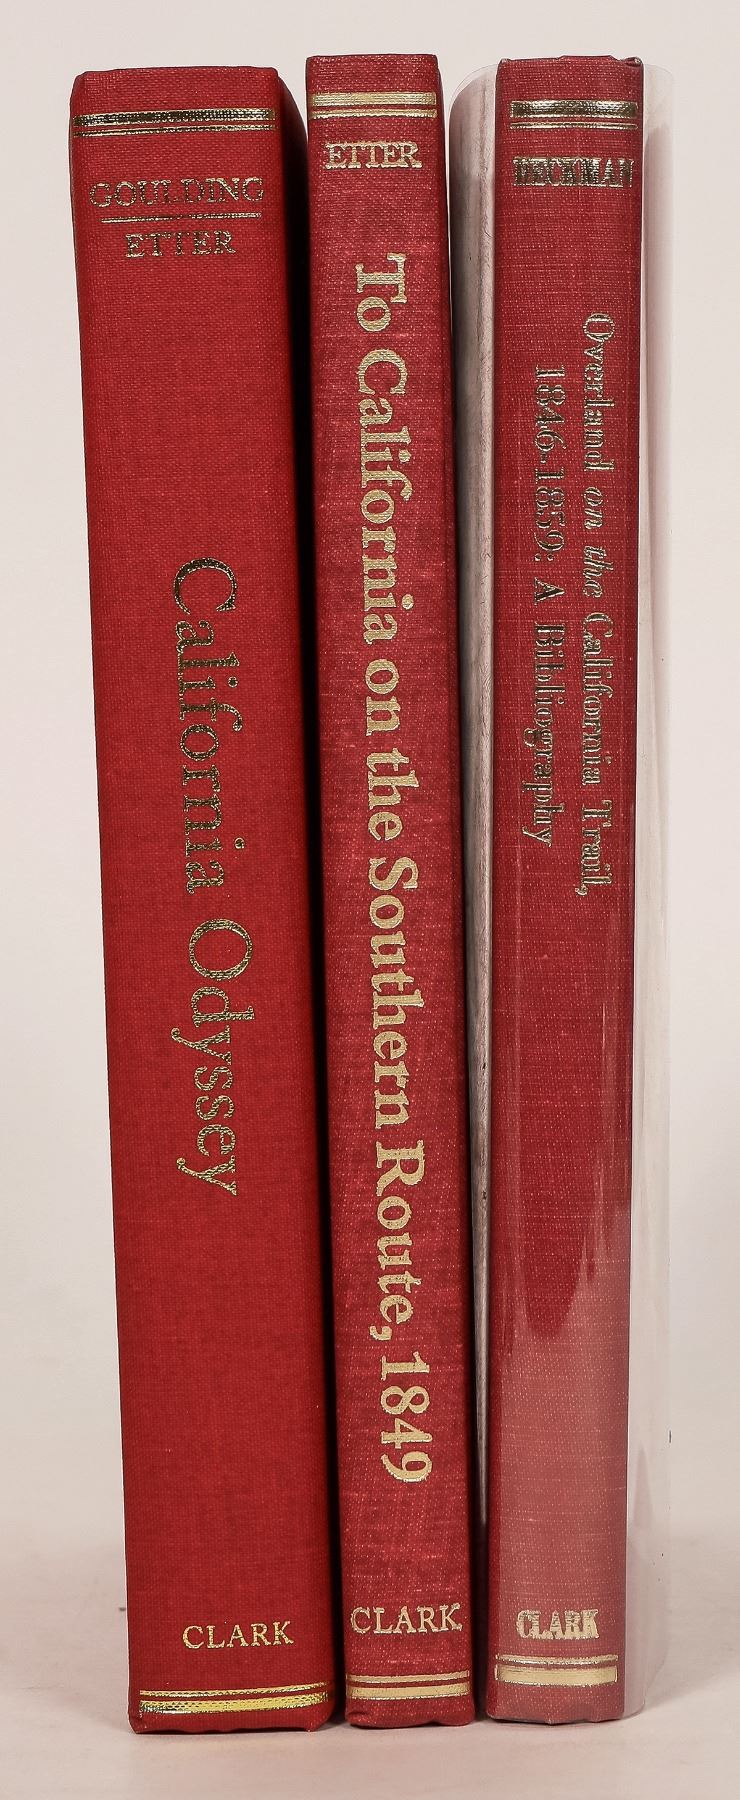 GOULDING
ETTER
California Odyssey
CLARK
ETTER
To California on the Southern Route, 1849
CLARK
BECKMAN
Overland on the California Trail,
1846-1859: A Bibliography
CLARK